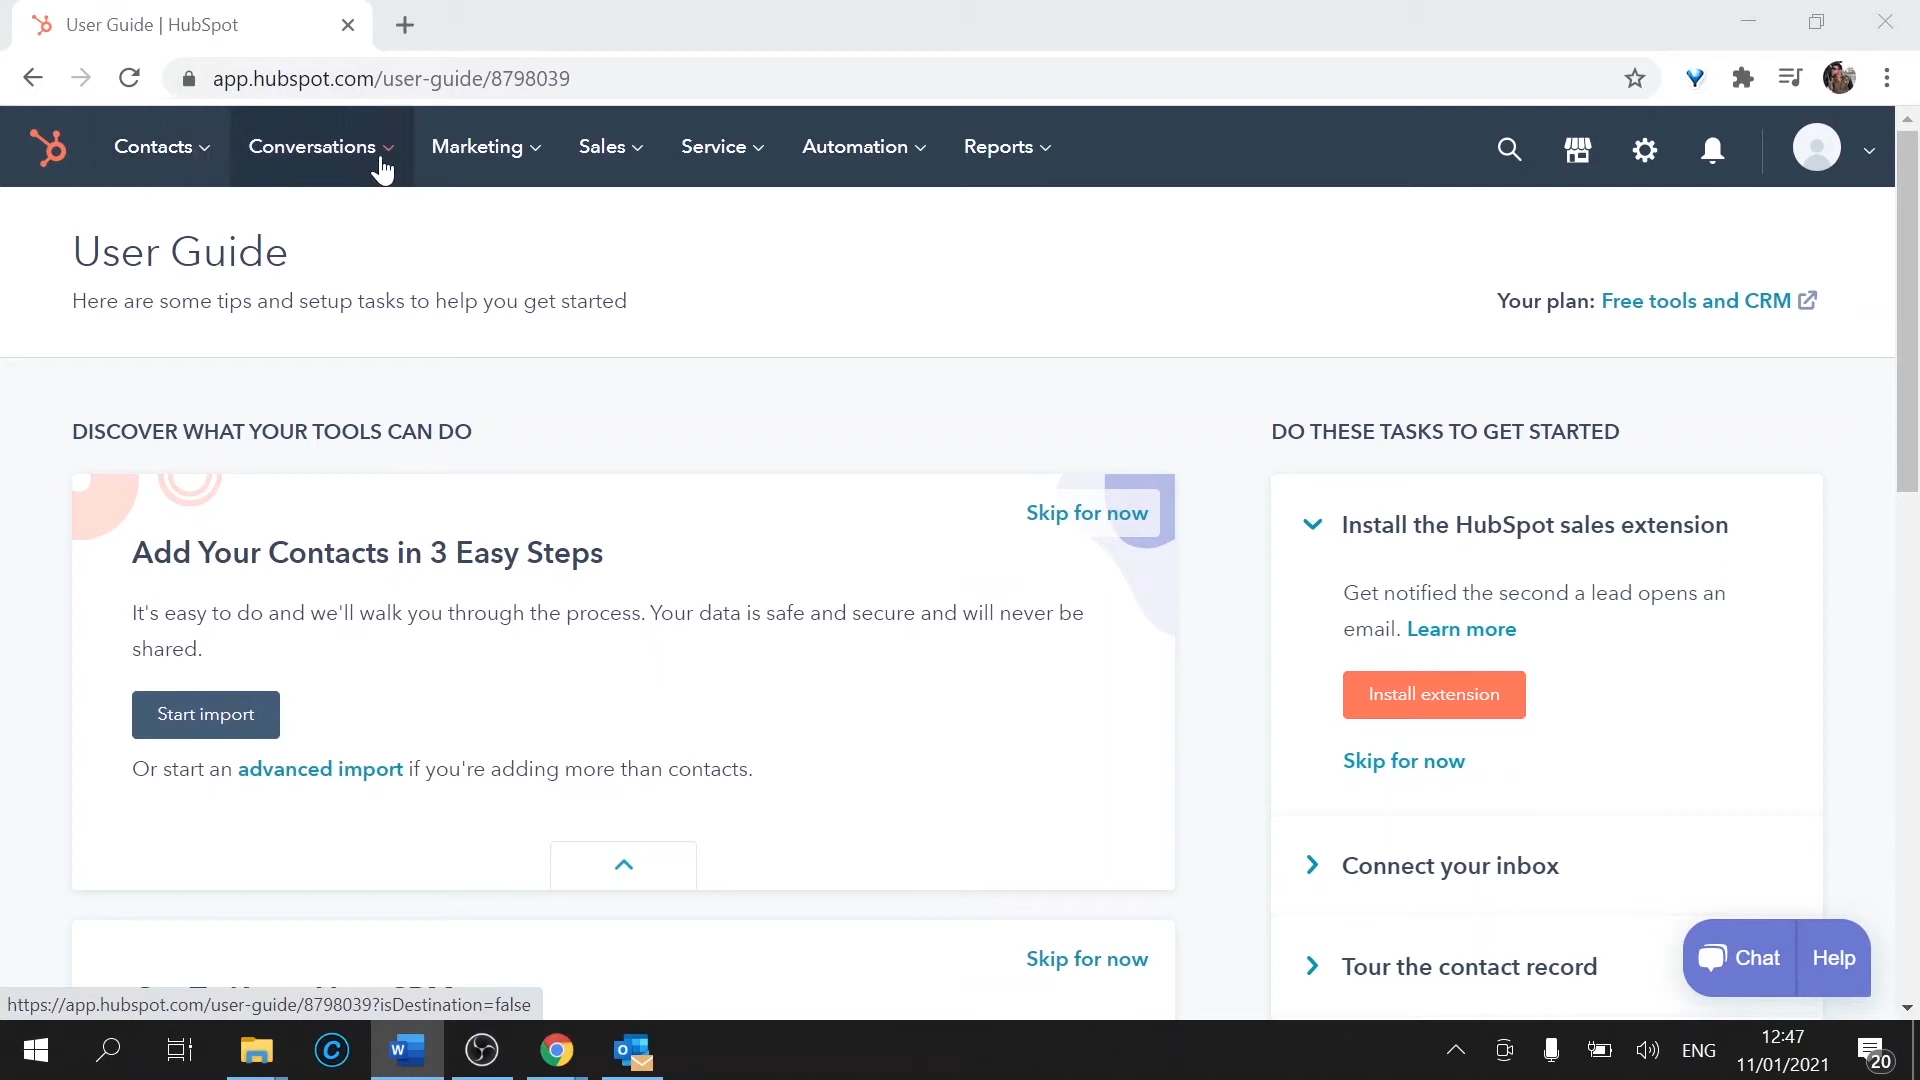 User Guide | HubSpot
app.hubspot.com/user-guide/8798039
Contacts Conversations Marketing Sales Service Automation Reports
User Guide
Here are some tips and setup tasks to help you get started
Your plan: Free tools and CRM
DISCOVER WHAT YOUR TOOLS CAN DO
Skip for now
Add Your Contacts in 3 Easy Steps
It's easy to do and we'll walk you through the process. Your data is safe and secure and will never be
shared.
Start import
Or start an advanced import if you're adding more than contacts.
Skip for now
DO THESE TASKS TO GET STARTED
Install the HubSpot sales extension
Get notified the second a lead opens an
email. Learn more
Install extension
Skip for now
Connect your inbox
Tour the contact record
Chat Help
https://app.hubspot.com/user-guide/8798039?isDestination=false
ENG
12:47
11/01/2021
20